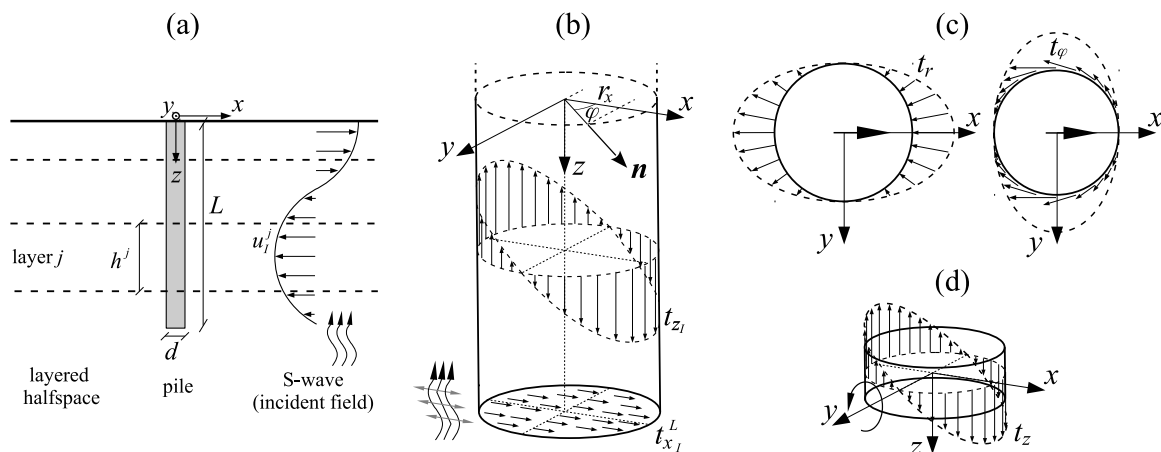 (a)
y
x
z
L
layer j
h^j
u_I^j
d
layered
halfspace
pile
S-wave
(incident field)
(b)
r_x
x
φ
y
z
n
t_{z_I}
t_{x_I}^L
(c)
t_r
x
y
t_φ
x
y
(d)
x
y
z
t_z